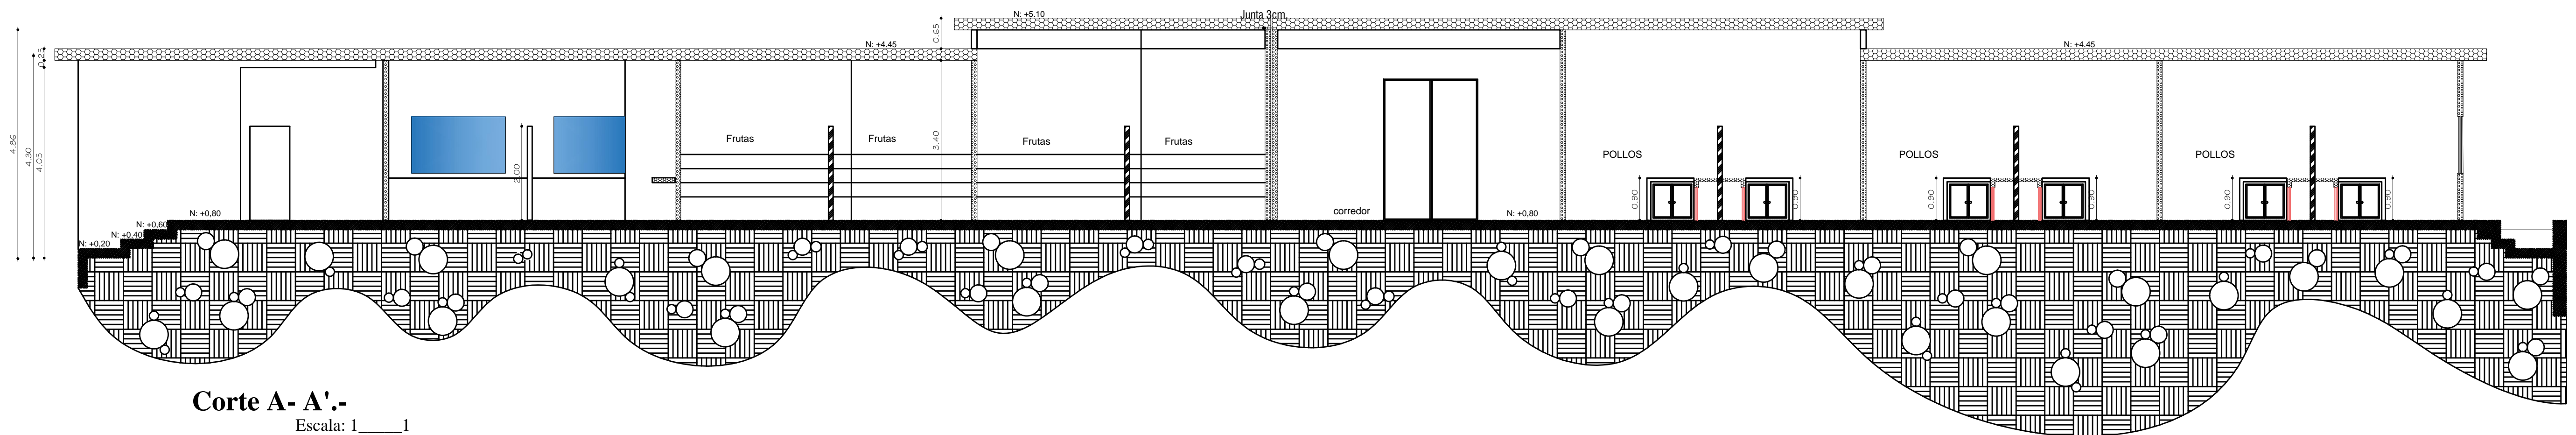 N: +5.10
Junta 3cm.
N: +4.45
N: +4.45
0.65
0.25
4.86
4.30
4.05
3.40
2.00
Frutas
Frutas
Frutas
Frutas
POLLOS
POLLOS
POLLOS
0.90
0.90
0.90
0.90
0.90
0.90
corredor
N: +0,80
N: +0,80
N: +0,60
N: +0,40
N: +0,20
Corte A- A'.-
Escala: 1_____1